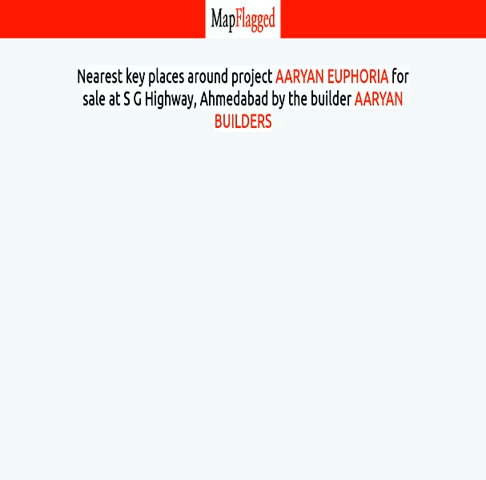 MapFlagged
Nearest key places around project AARYAN EUPHORIA for
sale at S G Highway, Ahmedabad by the builder AARYAN
BUILDERS